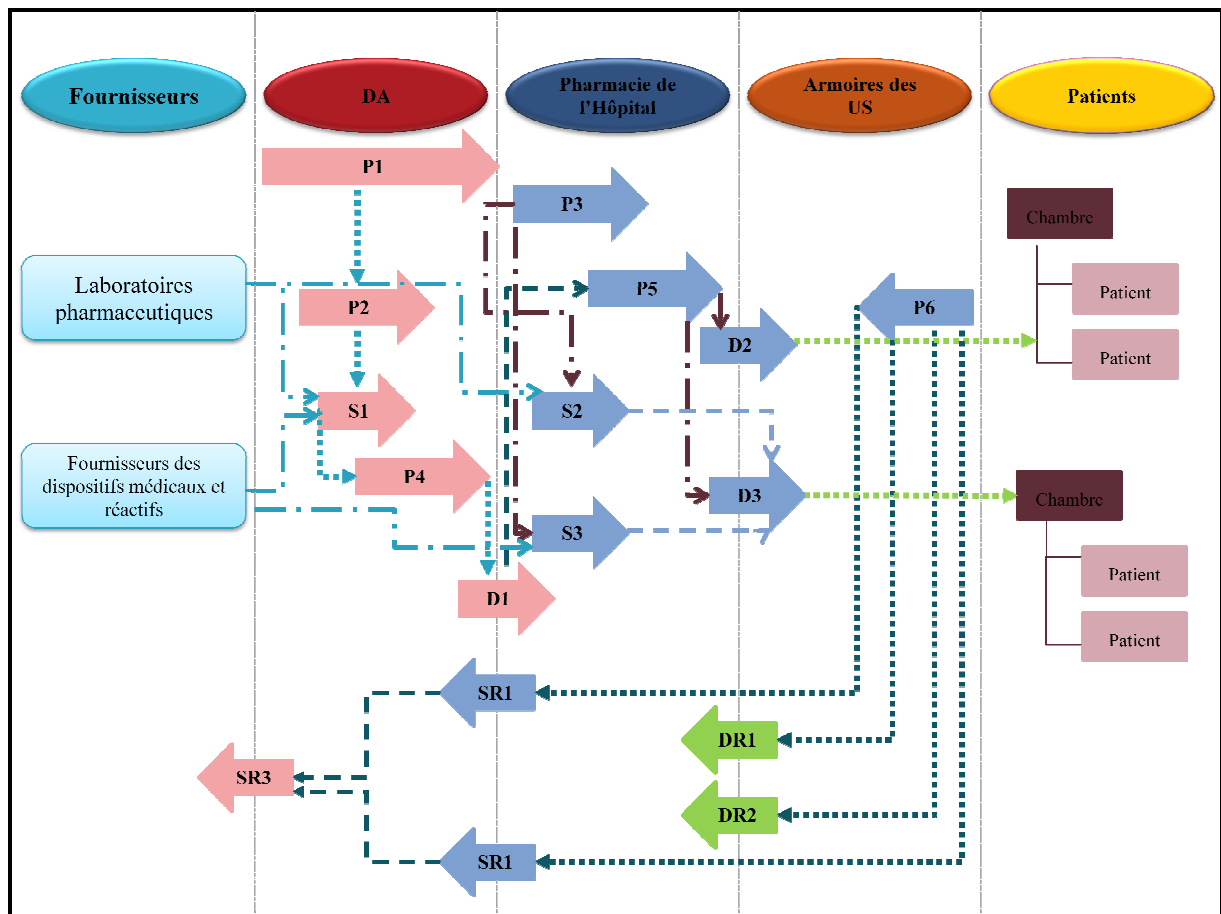 Fournisseurs
DA
Pharmacie de
l'Hôpital
Armoires des
US
Patients
P1
P3
Chambre
Laboratoires
pharmaceutiques
P2
P5
P6
Patient
D2
Patient
S1
S2
Fournisseurs des
dispositifs médicaux et
réactifs
P4
D3
Chambre
S3
Patient
D1
Patient
SR1
DR1
SR3
DR2
SR1